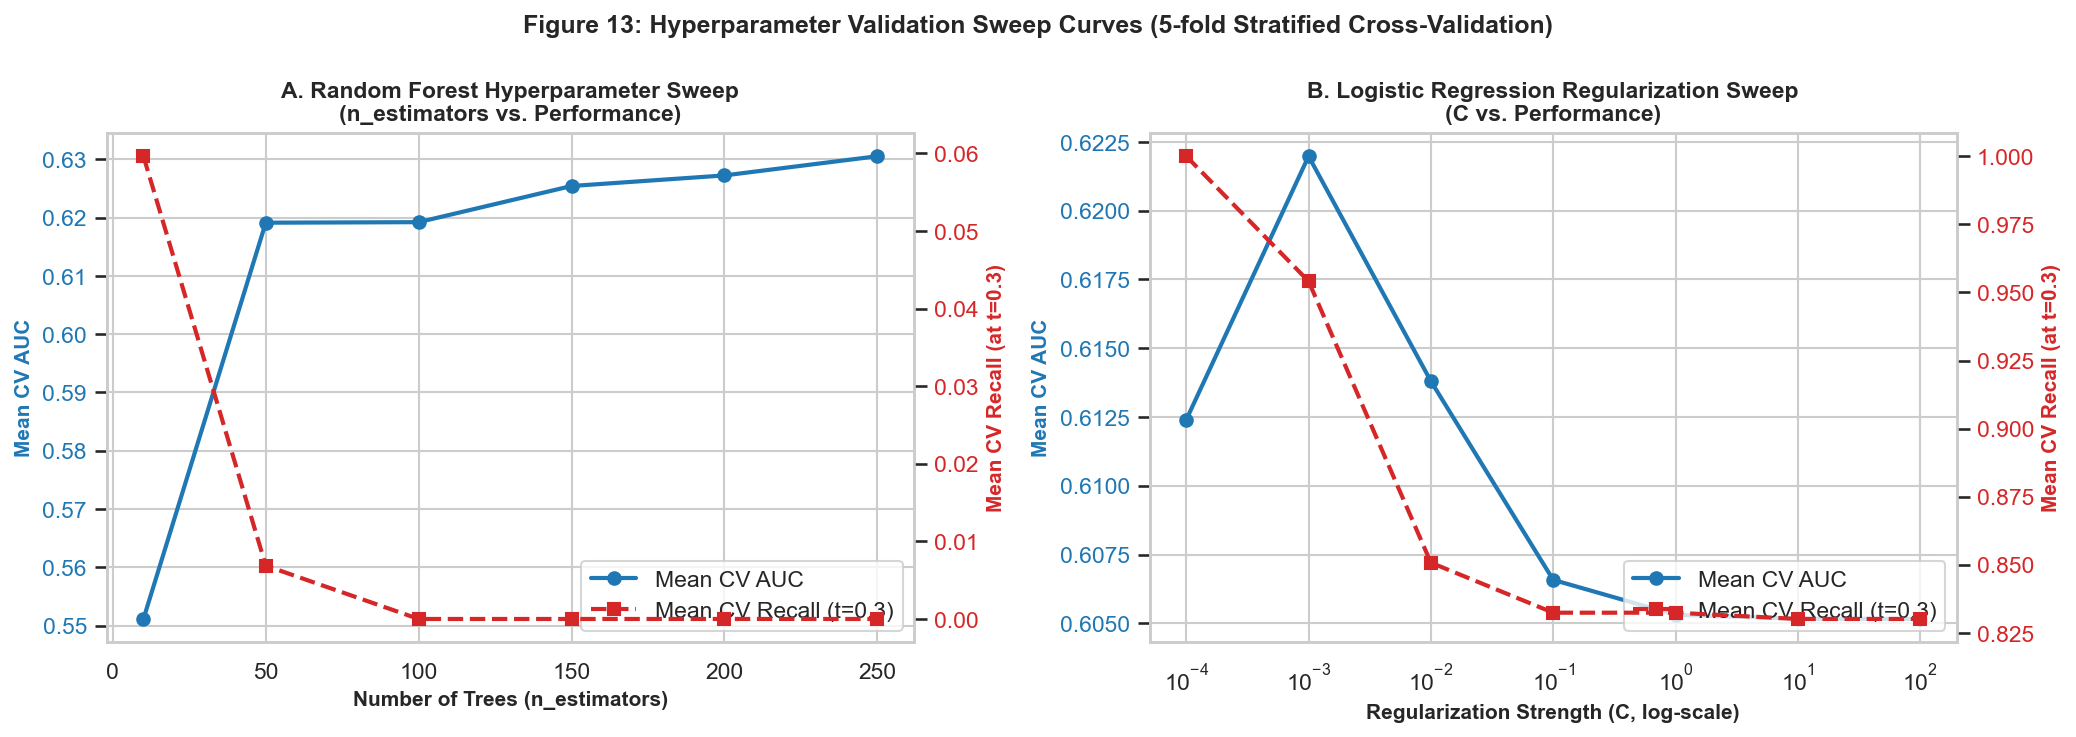 Figure 13: Hyperparameter Validation Sweep Curves (5-fold Stratified Cross-Validation)
A. Random Forest Hyperparameter Sweep
(n_estimators vs. Performance)
Mean CV AUC
0.63
0.62
0.61
0.60
0.59
0.58
0.57
0.56
0.55
0.06
0.05
0.04
0.03
0.02
0.01
0.00
Mean CV Recall (at t=0.3)
Mean CV AUC
Mean CV Recall (t=0.3)
0 50 100 150 200 250
Number of Trees (n_estimators)
B. Logistic Regression Regularization Sweep
(C vs. Performance)
Mean CV AUC
0.6225
0.6200
0.6175
0.6150
0.6125
0.6100
0.6075
0.6050
1.000
0.975
0.950
0.925
0.900
0.875
0.850
0.825
Mean CV Recall (at t=0.3)
Mean CV AUC
Mean CV Recall (t=0.3)
10⁻⁴ 10⁻³ 10⁻² 10⁻¹ 10⁰ 10¹ 10²
Regularization Strength (C, log-scale)